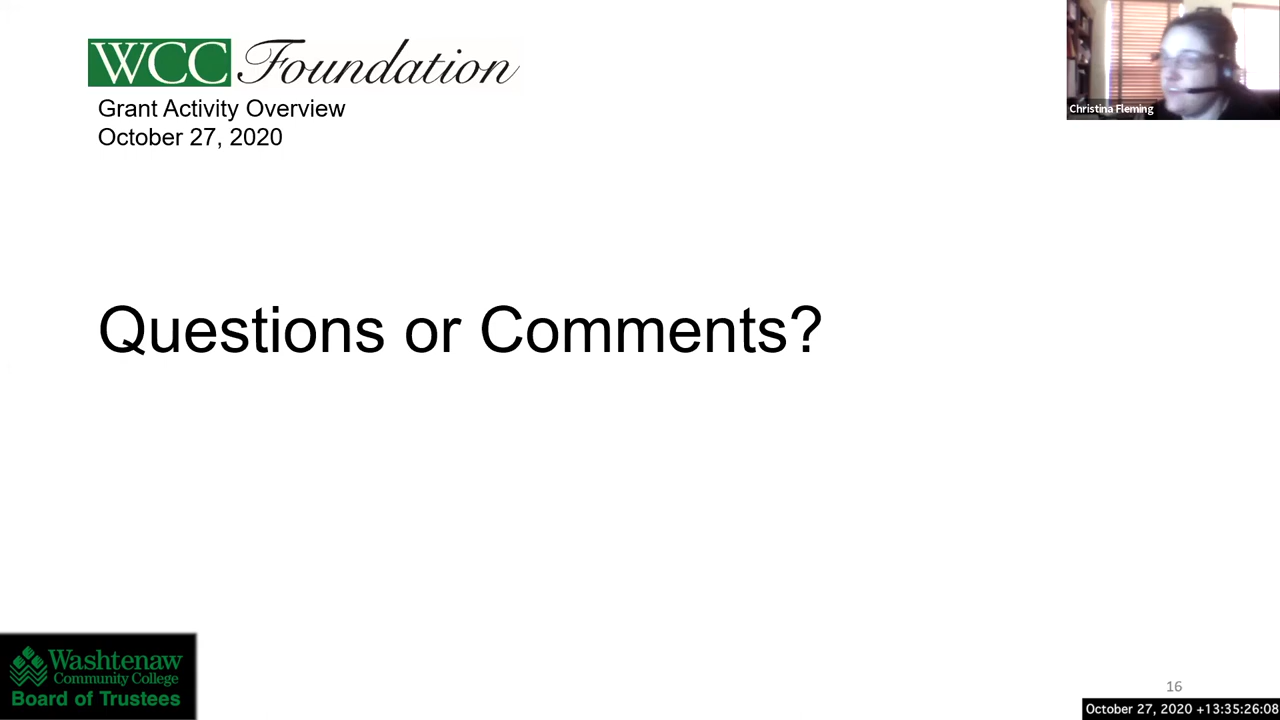 WCC Foundation
Grant Activity Overview
October 27, 2020
Christina Fleming
Questions or Comments?
Washtenaw
Community College
Board of Trustees
16
October 27, 2020 +13:35:26:08